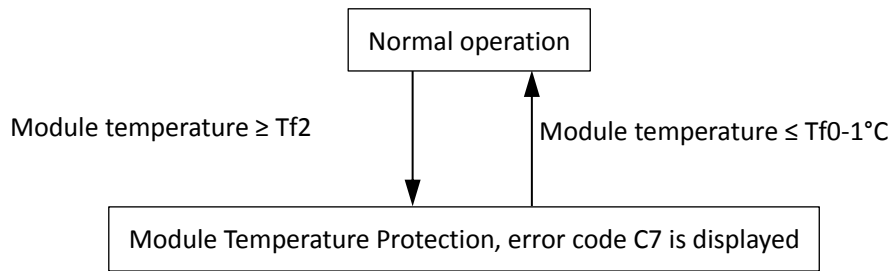 Normal operation
Module temperature ≥ Tf2
Module temperature ≤ Tf0-1°C
Module Temperature Protection, error code C7 is displayed